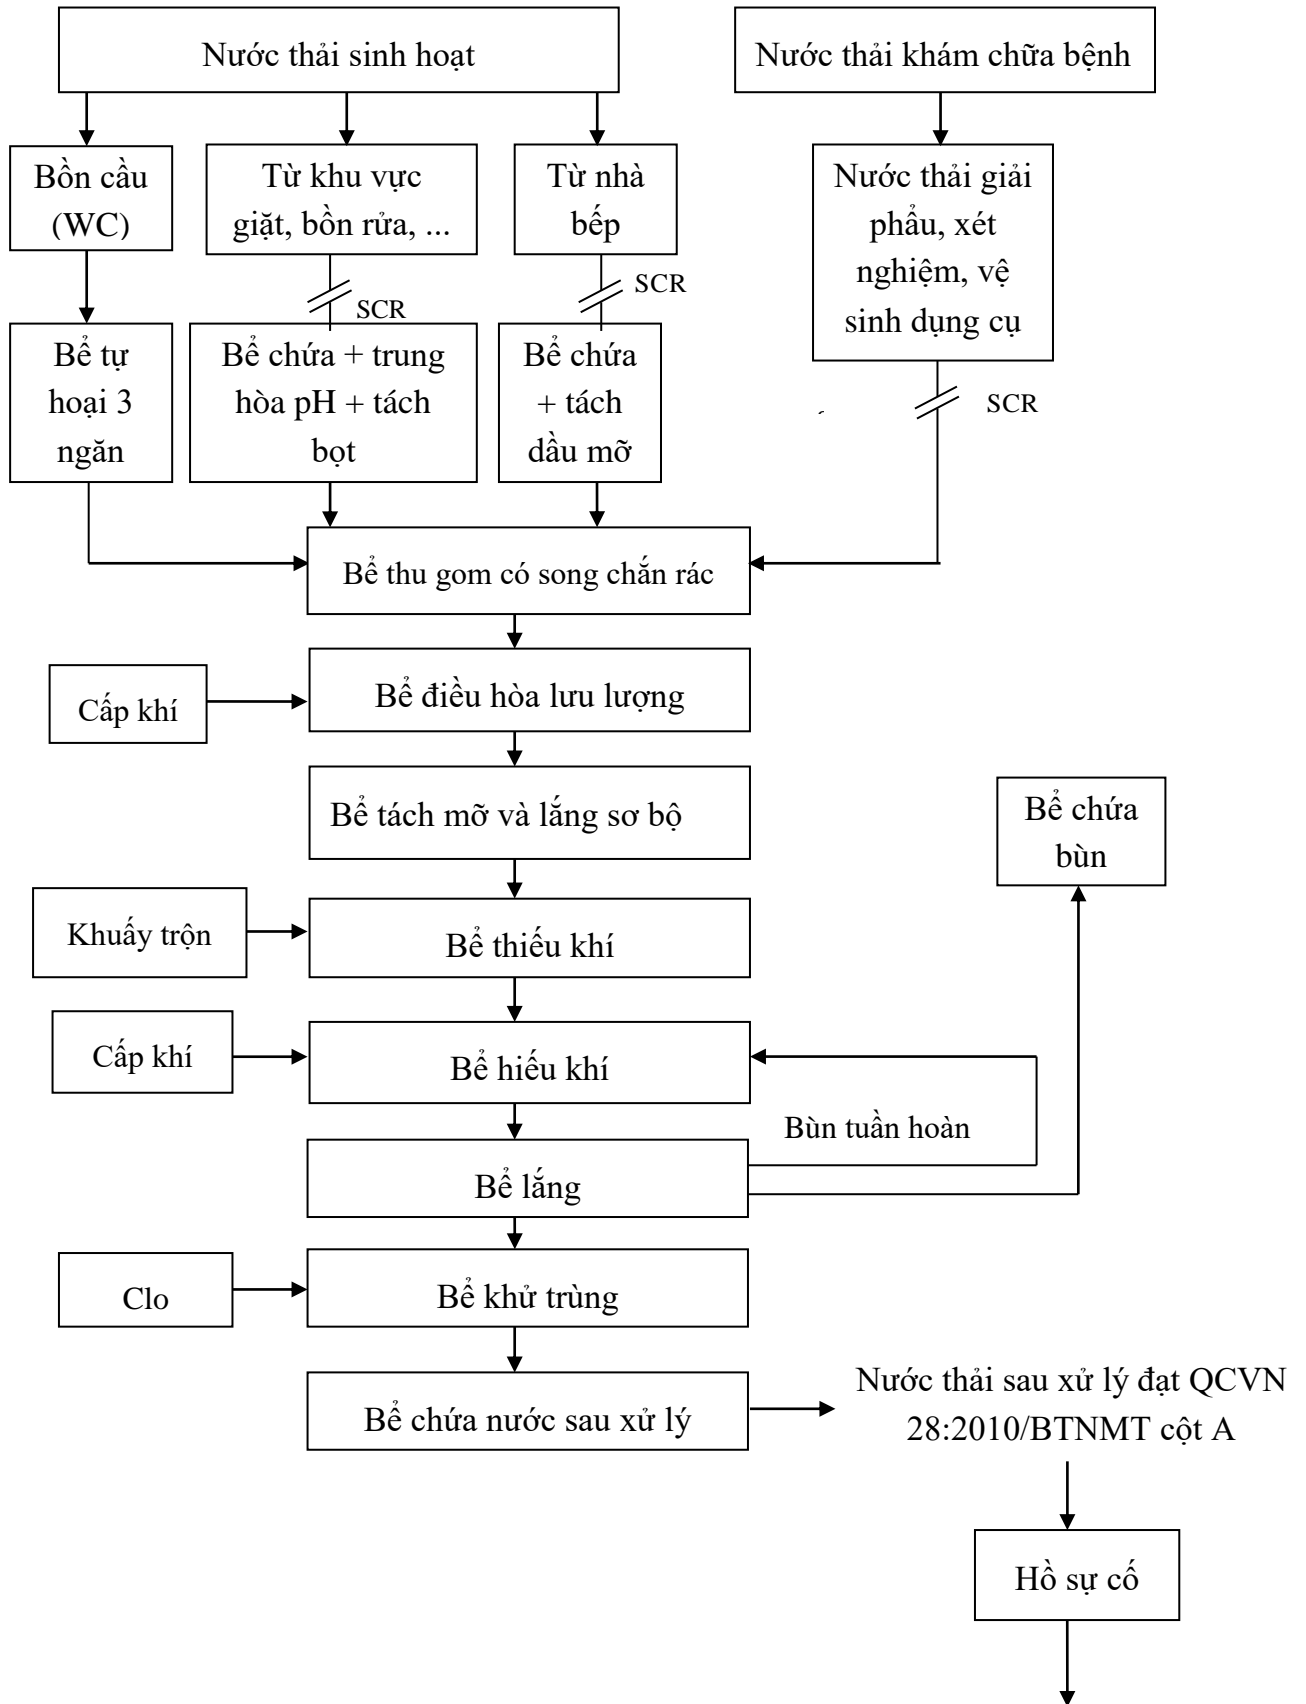 Nước thải sinh hoạt
Nước thải khám chữa bệnh
Bồn cầu
(WC)
Từ khu vực
giặt, bồn rửa, ...
Từ nhà
bếp
Nước thải giải
phẩu, xét
nghiệm, vệ
sinh dụng cụ
SCR
SCR
SCR
Bể tự
hoại 3
ngăn
Bể chứa + trung
hòa pH + tách
bọt
Bể chứa
+ tách
dầu mỡ
Bể thu gom có song chắn rác
Cấp khí
Bể điều hòa lưu lượng
Bể tách mỡ và lắng sơ bộ
Bể chứa
bùn
Khuấy trộn
Bể thiếu khí
Cấp khí
Bể hiếu khí
Bùn tuần hoàn
Bể lắng
Clo
Bể khử trùng
Bể chứa nước sau xử lý
Nước thải sau xử lý đạt QCVN
28:2010/BTNMT cột A
Hồ sự cố